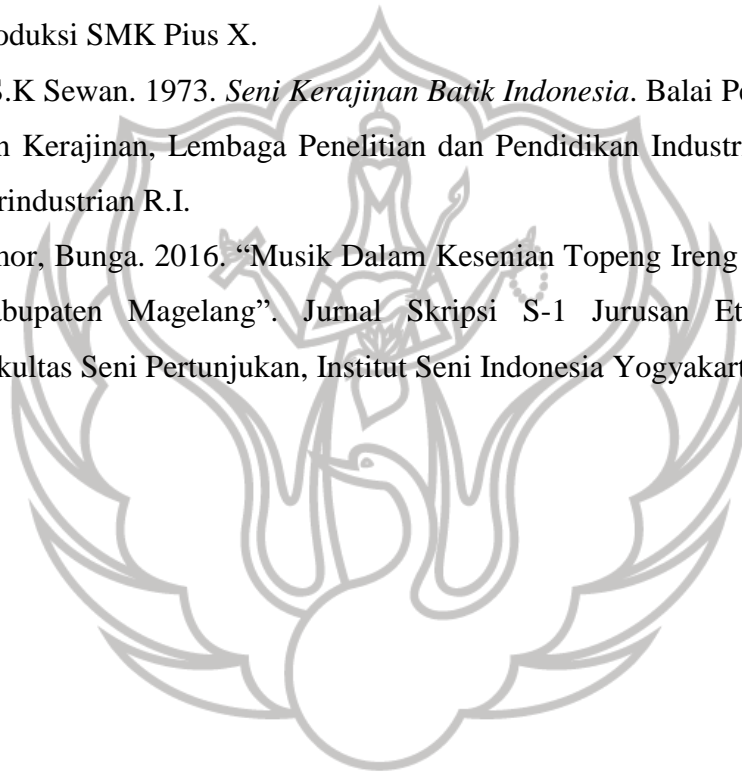 oduksi SMK Pius X.
S.K Sewan. 1973. Seni Kerajinan Batik Indonesia. Balai Pe
n Kerajinan, Lembaga Penelitian dan Pendidikan Industr
rindustrian R.I.
nor, Bunga. 2016. “Musik Dalam Kesenian Topeng Ireng
abupaten Magelang”. Jurnal Skripsi S-1 Jurusan Et
kultas Seni Pertunjukan, Institut Seni Indonesia Yogyakart